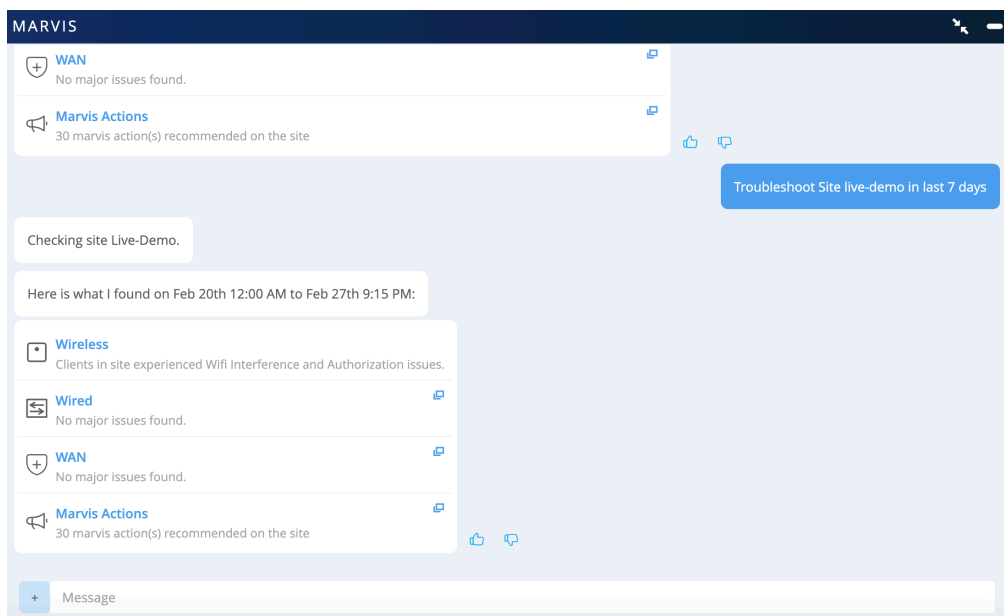 MARVIS
WAN
No major issues found.
Marvis Actions
30 marvis action(s) recommended on the site
Troubleshoot Site live-demo in last 7 days
Checking site Live-Demo.
Here is what I found on Feb 20th 12:00 AM to Feb 27th 9:15 PM:
Wireless
Clients in site experienced Wifi Interference and Authorization issues.
Wired
No major issues found.
WAN
No major issues found.
Marvis Actions
30 marvis action(s) recommended on the site
+ Message